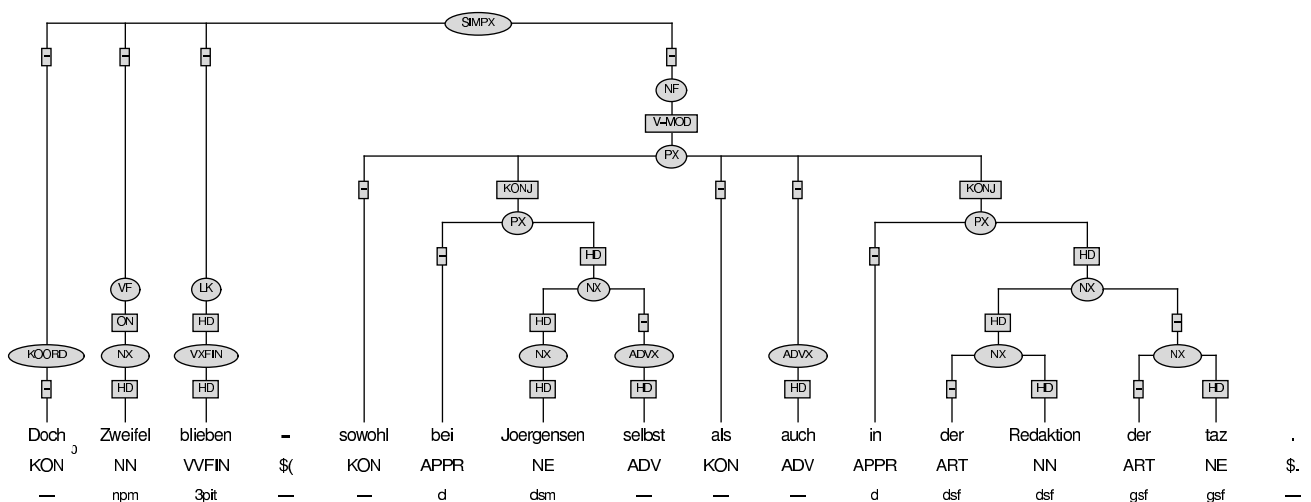 SIMPX
- - - -
NF
V-MOD
PX
- KONJ - - KONJ
PX PX
- HD - HD
VF LK NX NX
ON HD HD - HD -
KOORD NX VXFIN NX ADVX ADVX NX NX
- HD HD HD HD HD - HD - HD
Doch Zweifel blieben - sowohl bei Joergensen selbst als auch in der Redaktion der taz .
KON NN VVFIN $( KON APPR NE ADV KON ADV APPR ART NN ART NE $.
— npm 3pit — — d dsm — — — d dsf dsf gsf gsf —